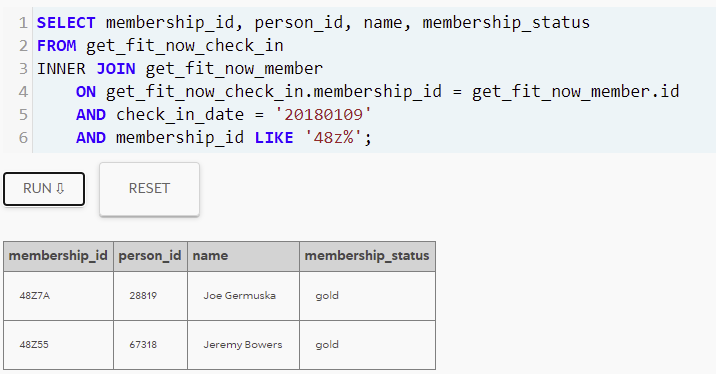 1 SELECT membership_id, person_id, name, membership_status
2 FROM get_fit_now_check_in
3 INNER JOIN get_fit_now_member
4 ON get_fit_now_check_in.membership_id = get_fit_now_member.id
5 AND check_in_date = '20180109'
6 AND membership_id LIKE '48z%';
RUN ⇩ RESET
membership_id person_id name membership_status
48Z7A 28819 Joe Germuska gold
48Z55 67318 Jeremy Bowers gold